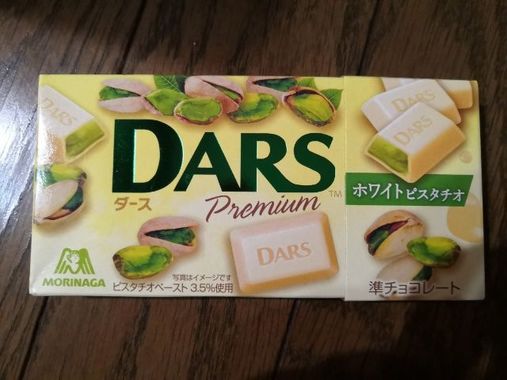 DARS
ダース
Premium
TM
MORINAGA
写真はイメージです
ピスタチオペースト 3.5%使用
DARS
DARS
DARS
DARS
ホワイトピスタチオ
準チョコレート